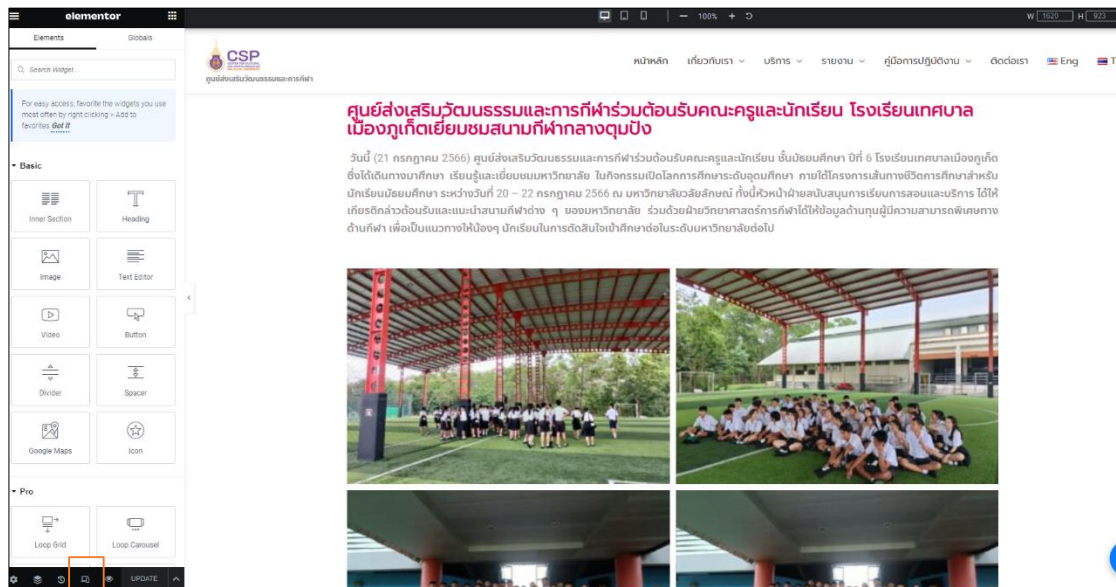 elementor
100%
W 1620 H 923
Elements
Globals
Search Widget...
For easy access, favorite the widgets you use
most often by right clicking > Add to
favorites. Got It
Basic
Inner Section
Heading
Image
Text Editor
Video
Button
Divider
Spacer
Google Maps
Icon
Pro
Loop Grid
Loop Carousel
UPDATE
CSP
ศูนย์ส่งเสริมวัฒนธรรมและการกีฬา
หน้าหลัก เกี่ยวกับเรา บริการ รายงาน คู่มือการปฏิบัติงาน ติดต่อเรา Eng T
ศูนย์ส่งเสริมวัฒนธรรมและการกีฬาร่วมต้อนรับคณะครูและนักเรียน โรงเรียนเทศบาล
เมืองภูเก็ตเยี่ยมชมสนามกีฬากลางตุมปัง
วันนี้ (21 กรกฎาคม 2566) ศูนย์ส่งเสริมวัฒนธรรมและการกีฬาร่วมต้อนรับคณะครูและนักเรียน ชั้นมัธยมศึกษา ปีที่ 6 โรงเรียนเทศบาลเมืองภูเก็ต
ซึ่งได้เดินทางมาศึกษา เรียนรู้และเยี่ยมชมมหาวิทยาลัย ในกิจกรรมเปิดโลกการศึกษาระดับอุดมศึกษา ภายใต้โครงการเส้นทางชีวิตการศึกษาสำหรับ
นักเรียนมัธยมศึกษา ระหว่างวันที่ 20 – 22 กรกฎาคม 2566 ณ มหาวิทยาลัยวลัยลักษณ์ ทั้งนี้หัวหน้าฝ่ายสนับสนุนการเรียนการสอนและบริการ ได้ให้
เกียรติกล่าวต้อนรับและแนะนำสนามกีฬาต่าง ๆ ของมหาวิทยาลัย ร่วมด้วยฝ่ายวิทยาศาสตร์การกีฬาได้ให้ข้อมูลด้านทุนผู้มีความสามารถพิเศษทาง
ด้านกีฬา เพื่อเป็นแนวทางให้น้องๆ นักเรียนในการตัดสินใจเข้าศึกษาต่อในระดับมหาวิทยาลัยต่อไป